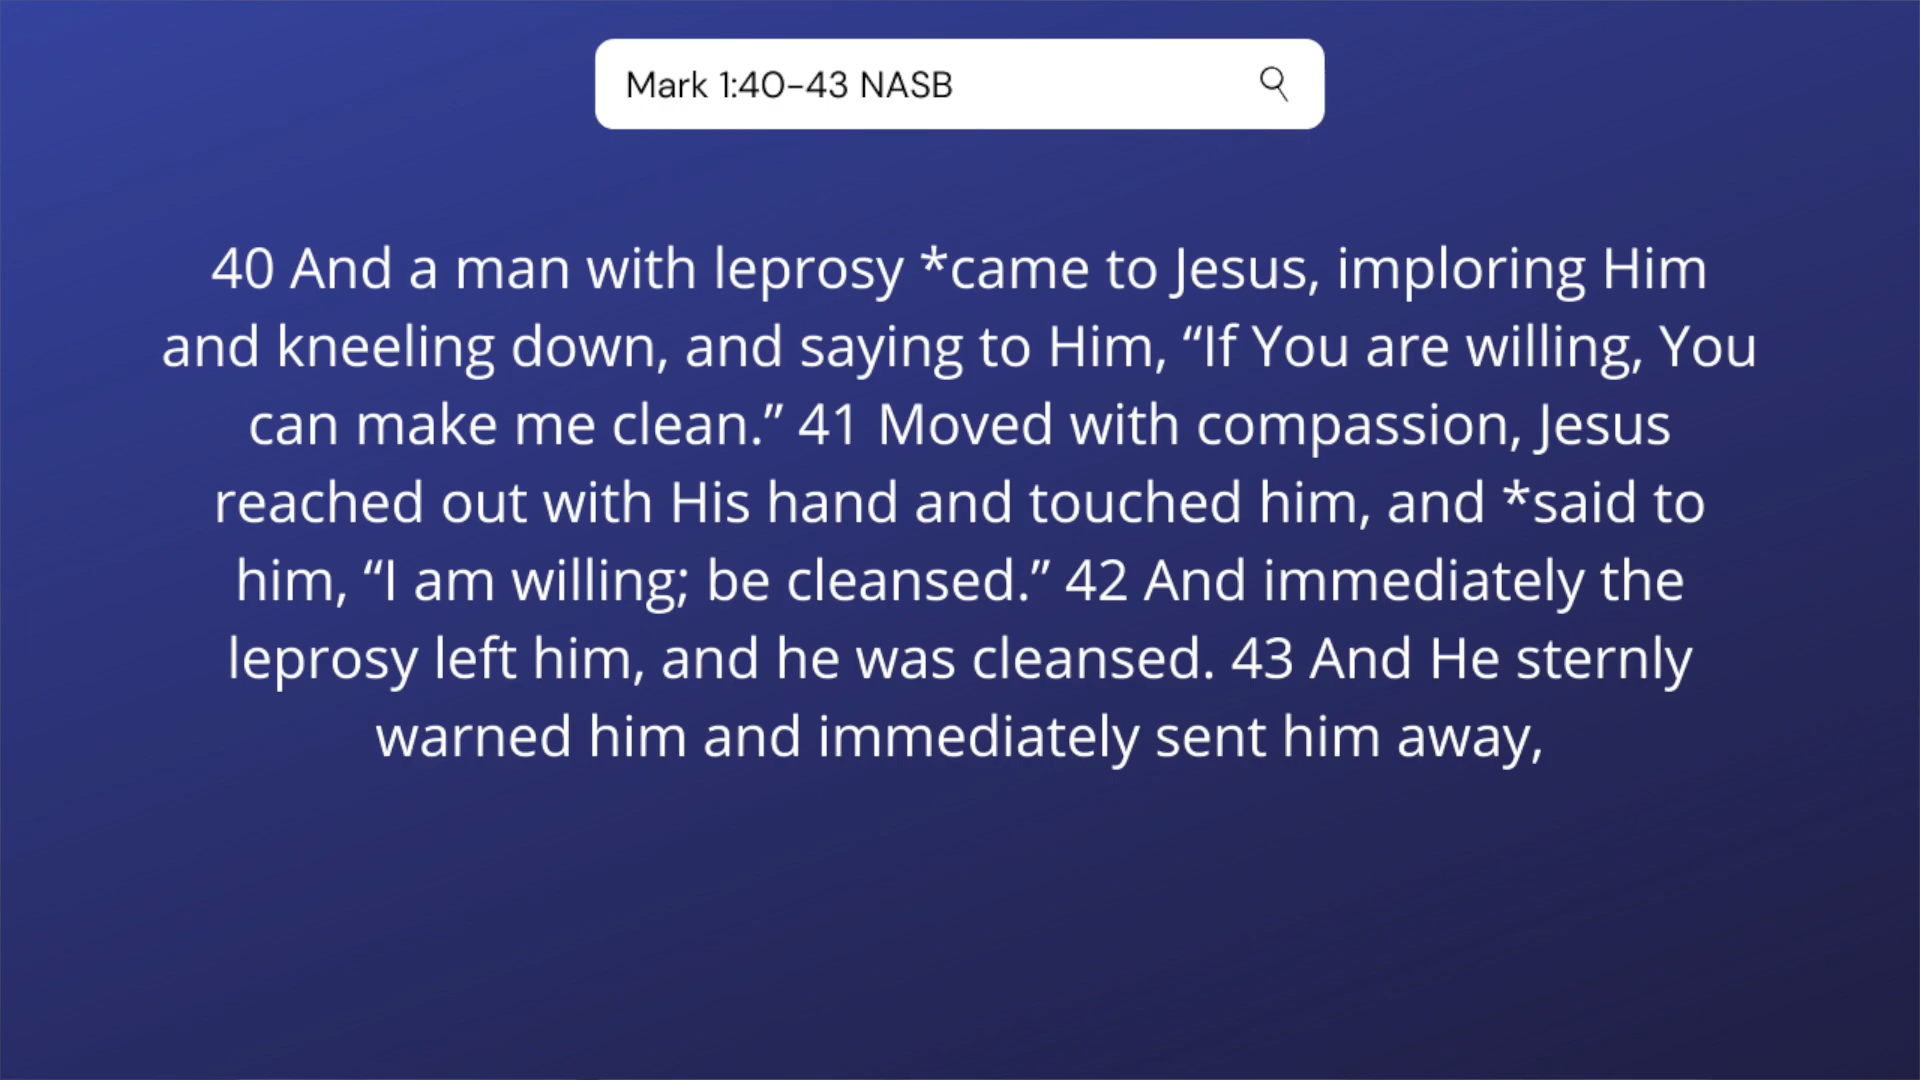 Mark 1:40-43 NASB
40 And a man with leprosy *came to Jesus, imploring Him
and kneeling down, and saying to Him, “If You are willing, You
can make me clean.” 41 Moved with compassion, Jesus
reached out with His hand and touched him, and *said to
him, “I am willing; be cleansed.” 42 And immediately the
leprosy left him, and he was cleansed. 43 And He sternly
warned him and immediately sent him away,